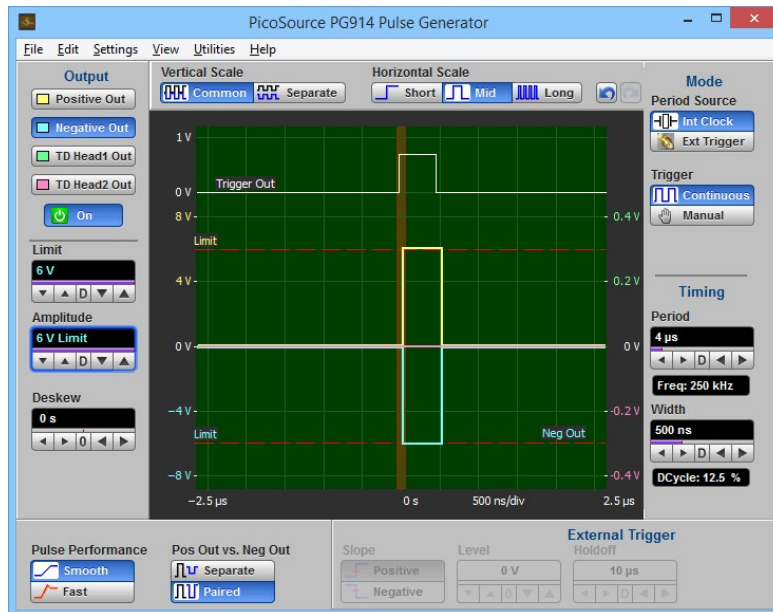 PicoSource PG914 Pulse Generator
File Edit Settings View Utilities Help
Output
Positive Out
Negative Out
TD Head1 Out
TD Head2 Out
On
Limit
6 V
D
Amplitude
6 V Limit
D
Deskew
0 s
0
Vertical Scale
Common
Separate
Horizontal Scale
Short
Mid
Long
1 V
Trigger Out
0 V
8 V
0.4 V
Limit
4 V
0.2 V
0 V
0 V
−4 V
-0.2 V
Limit
Neg Out
−8 V
-0.4 V
−2.5 µs
0 s
500 ns/div
2.5 µs
Mode
Period Source
Int Clock
Ext Trigger
Trigger
Continuous
Manual
Timing
Period
4 µs
D
Freq: 250 kHz
Width
500 ns
D
DCycle: 12.5 %
Pulse Performance
Smooth
Fast
Pos Out vs. Neg Out
Separate
Paired
External Trigger
Slope
Positive
Negative
Level
0 V
0
Holdoff
10 µs
D